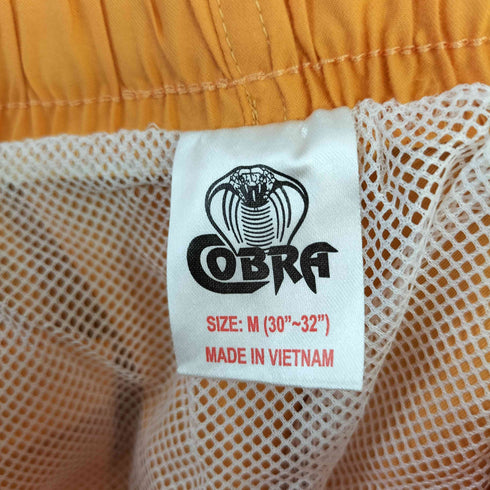 COBRA
SIZE: M (30”~32”)
MADE IN VIETNAM